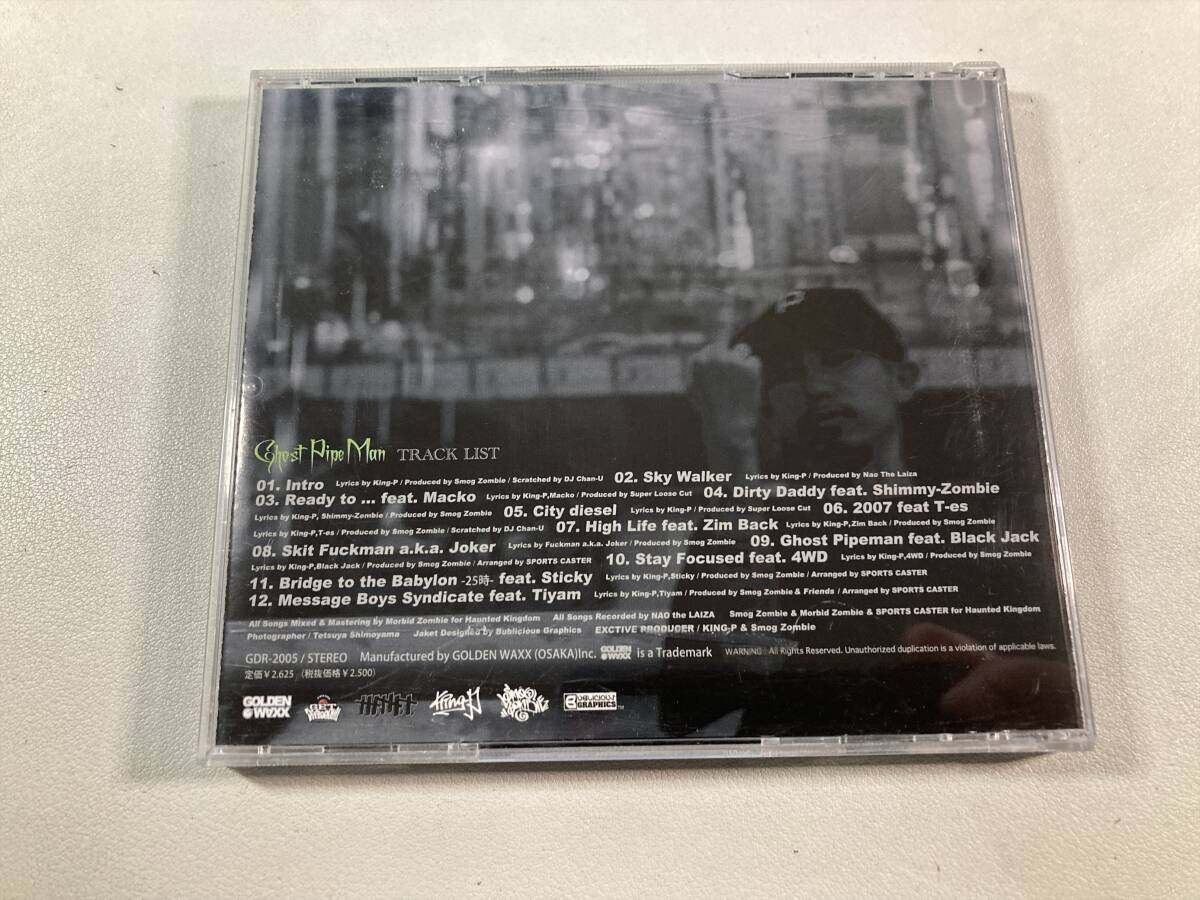 P
Ghost Pipe Man TRACK LIST
01. Intro Lyrics by King-P / Produced by Smog Zombie / Scratched by DJ Chan-U 02. Sky Walker Lyrics by King-P / Produced by Nao The Laiza
03. Ready to ... feat. Macko Lyrics by King-P,Macko / Produced by Super Loose Cut 04. Dirty Daddy feat. Shimmy-Zombie
Lyrics by King-P, Shimmy-Zombie / Produced by Smog Zombie 05. City diesel Lyrics by King-P / Produced by Super Loose Cut 06. 2007 feat T-es
Lyrics by King-P,T-es / Produced by Smog Zombie / Scratched by DJ Chan-U 07. High Life feat. Zim Back Lyrics by King-P,Zim Back / Produced by Smog Zombie
08. Skit Fuckman a.k.a. Joker Lyrics by Fuckman a.k.a. Joker / Produced by Smog Zombie 09. Ghost Pipeman feat. Black Jack
Lyrics by King-P,Black Jack / Produced by Smog Zombie / Arranged by SPORTS CASTER 10. Stay Focused feat. 4WD Lyrics by King-P,4WD / Produced by Smog Zombie
11. Bridge to the Babylon -25時- feat. Sticky Lyrics by King-P,Sticky / Produced by Smog Zombie / Arranged by SPORTS CASTER
12. Message Boys Syndicate feat. Tiyam Lyrics by King-P,Tiyam / Produced by Smog Zombie & Friends / Arranged by SPORTS CASTER
All Songs Mixed & Mastering by Morbid Zombie for Haunted Kingdom All Songs Recorded by NAO the LAIZA Smog Zombie & Morbid Zombie & SPORTS CASTER for Haunted Kingdom
Photographer / Tetsuya Shimoyama Jaket Designed by Bublicious Graphics EXCTIVE PRODUCER / KING-P & Smog Zombie
GDR-2005 / STEREO Manufactured by GOLDEN WAXX (OSAKA)Inc. GOLDEN WAXX is a Trademark WARNING : All Rights Reserved. Unauthorized duplication is a violation of applicable laws.
定価¥2.625 (税抜価格¥2.500)
GOLDEN WAXX GET King-P BUBLICIOUS GRAPHICS TM